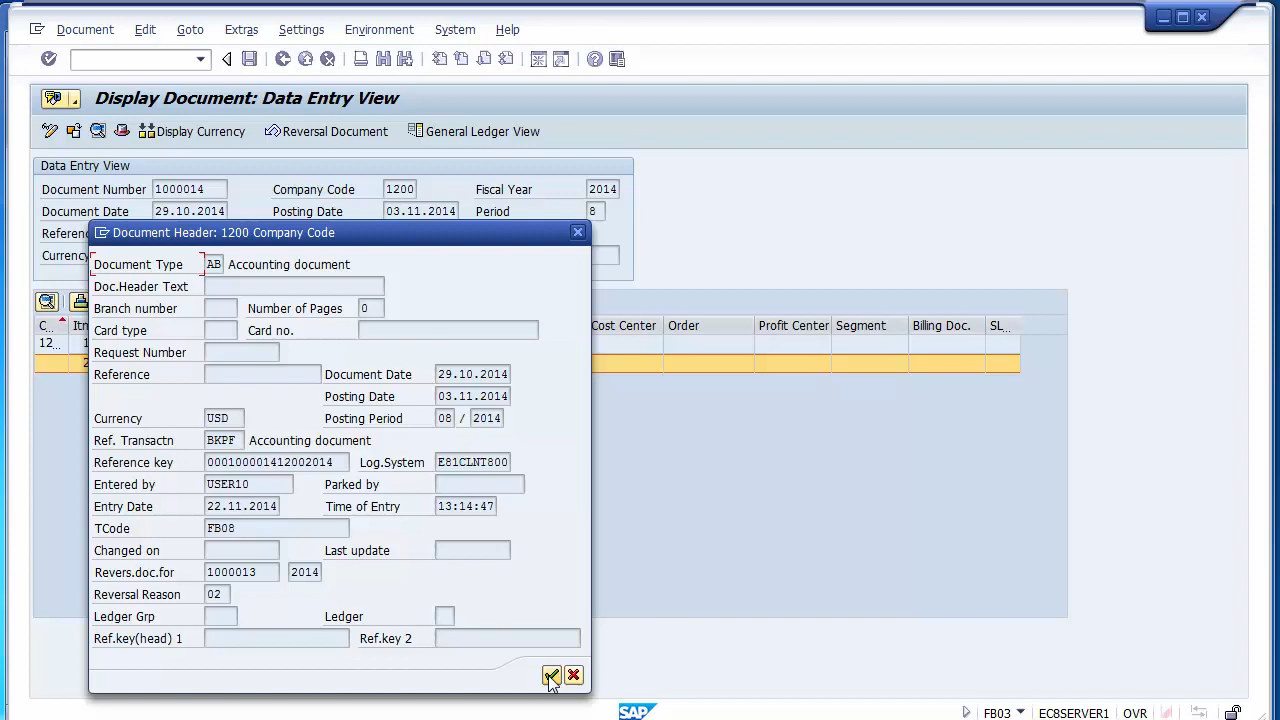 Document Edit Goto Extras Settings Environment System Help
Display Document: Data Entry View
Display Currency Reversal Document General Ledger View
Data Entry View
Document Number 1000014 Company Code 1200 Fiscal Year 2014
Document Date 29.10.2014 Posting Date 03.11.2014 Period 8
Document Header: 1200 Company Code
Document Type AB Accounting document
Doc.Header Text
Branch number Number of Pages 0
Card type Card no.
Request Number
Reference Document Date 29.10.2014
Posting Date 03.11.2014
Currency USD Posting Period 08 / 2014
Ref. Transactn BKPF Accounting document
Reference key 000100001412002014 Log.System E81CLNT800
Entered by USER10 Parked by
Entry Date 22.11.2014 Time of Entry 13:14:47
TCode FB08
Changed on Last update
Revers.doc.for 1000013 2014
Reversal Reason 02
Ledger Grp Ledger
Ref.key(head) 1 Ref.key 2
C... Itm Cost Center Order Profit Center Segment Billing Doc. SL...
12...
SAP FB03 EC8SERVER1 OVR